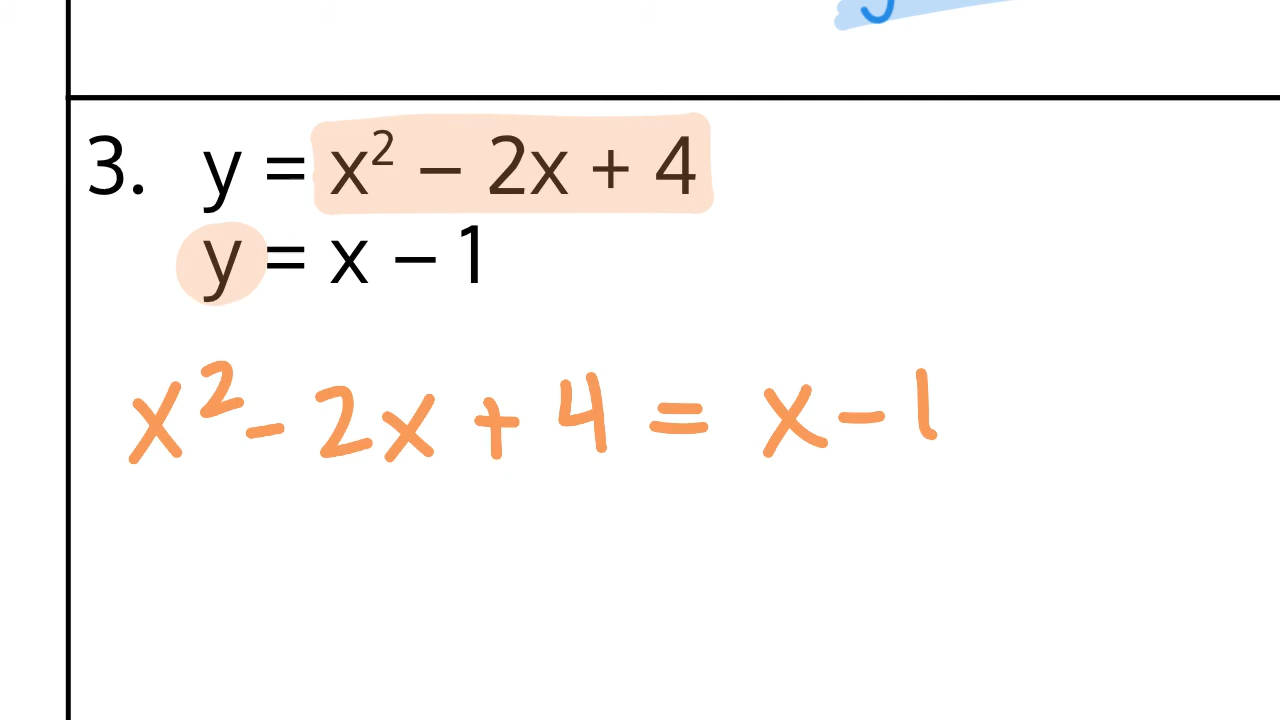 3. y = x² − 2x + 4
y = x − 1
x² - 2x + 4 = x - 1